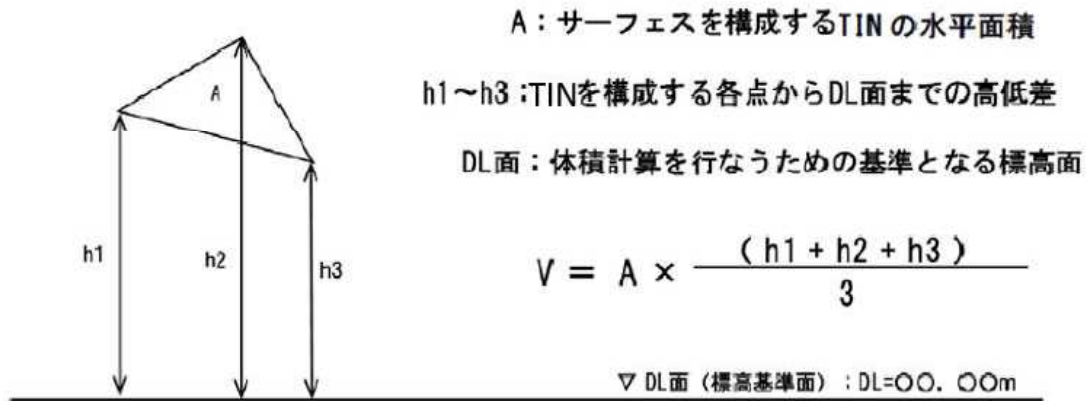 A：サーフェスを構成するTINの水平面積
h1～h3；TINを構成する各点からDL面までの高低差
DL面：体積計算を行なうための基準となる標高面
A
h1
h2
h3
V = A × (h1 + h2 + h3) / 3
▽ DL面（標高基準面）：DL=○○. ○○m